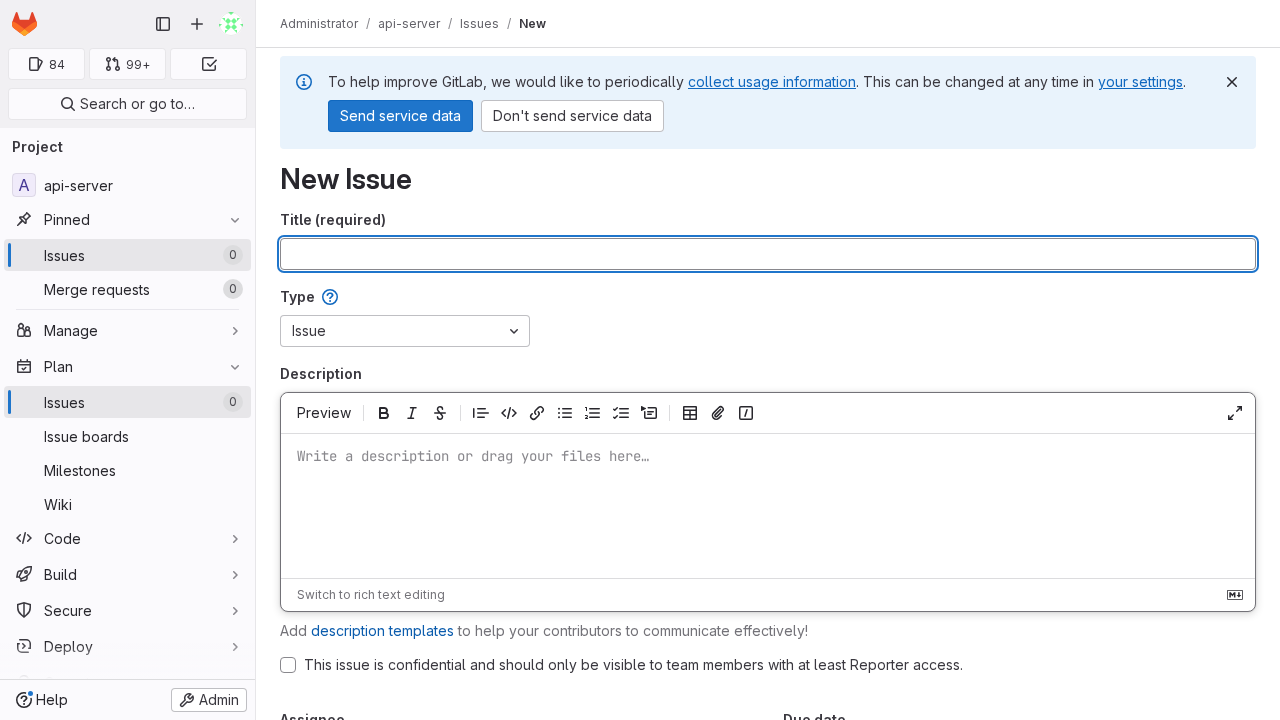 Administrator / api-server / Issues / New
84
99+
Search or go to…
Project
A api-server
Pinned
Issues 0
Merge requests 0
Manage
Plan
Issues 0
Issue boards
Milestones
Wiki
Code
Build
Secure
Deploy
Help
Admin
To help improve GitLab, we would like to periodically collect usage information. This can be changed at any time in your settings.
Send service data Don't send service data
New Issue
Title (required)
Type
Issue
Description
Preview
Write a description or drag your files here…
Switch to rich text editing
Add description templates to help your contributors to communicate effectively!
This issue is confidential and should only be visible to team members with at least Reporter access.
Assignee Due date